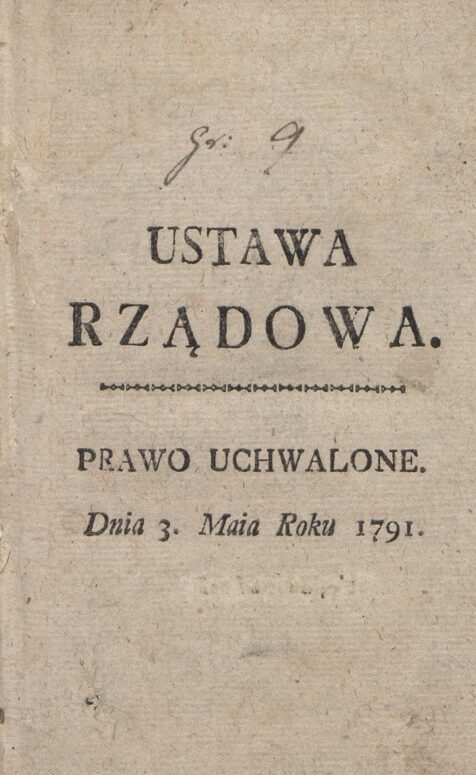 gr: 9
USTAWA
RZĄDOWA.
PRAWO UCHWALONE.
Dnia 3. Maia Roku 1791.